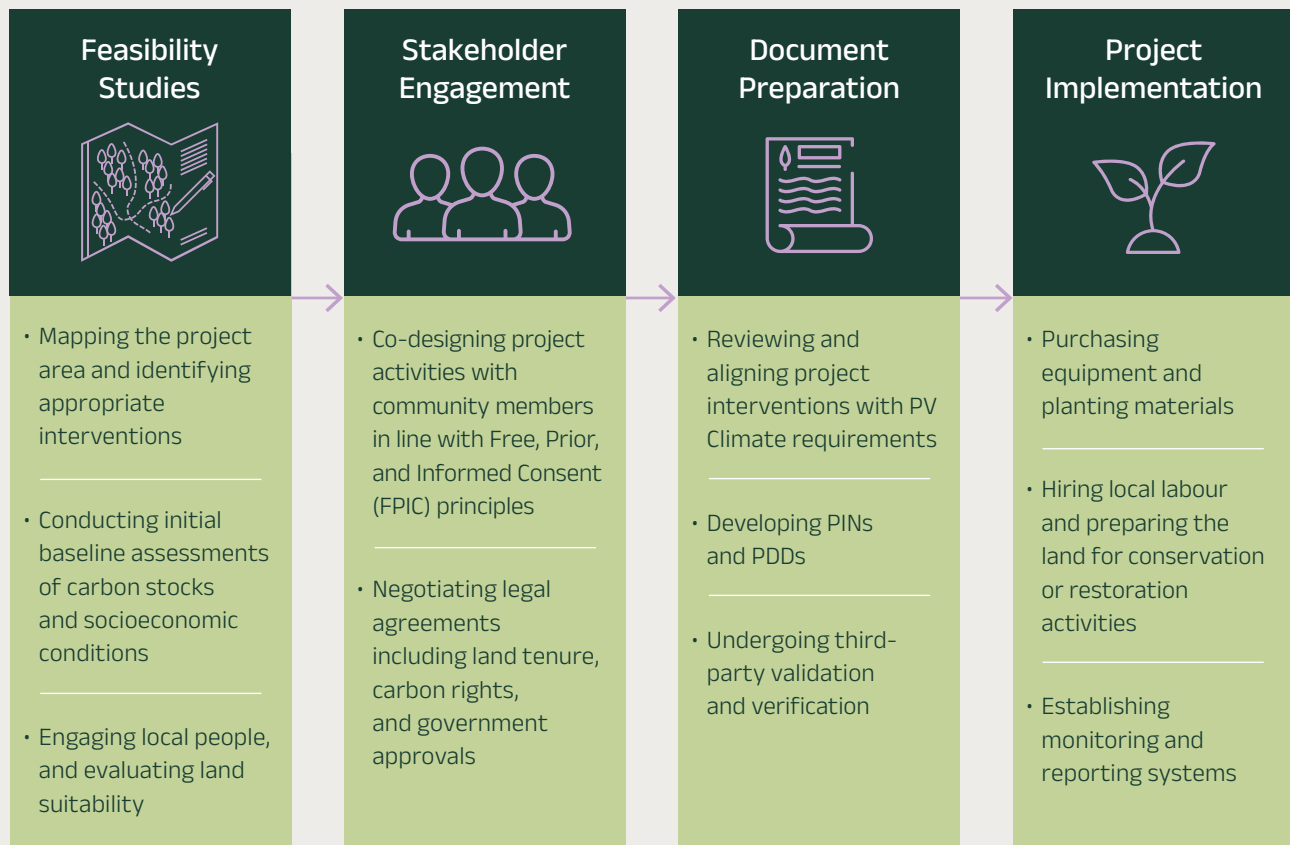 Feasibility
Studies
• Mapping the project
area and identifying
appropriate
interventions
• Conducting initial
baseline assessments
of carbon stocks
and socioeconomic
conditions
• Engaging local people,
and evaluating land
suitability
Stakeholder
Engagement
• Co-designing project
activities with
community members
in line with Free, Prior,
and Informed Consent
(FPIC) principles
• Negotiating legal
agreements
including land tenure,
carbon rights,
and government
approvals
Document
Preparation
• Reviewing and
aligning project
interventions with PV
Climate requirements
• Developing PINs
and PDDs
• Undergoing third-
party validation
and verification
Project
Implementation
• Purchasing
equipment and
planting materials
• Hiring local labour
and preparing the
land for conservation
or restoration
activities
• Establishing
monitoring and
reporting systems